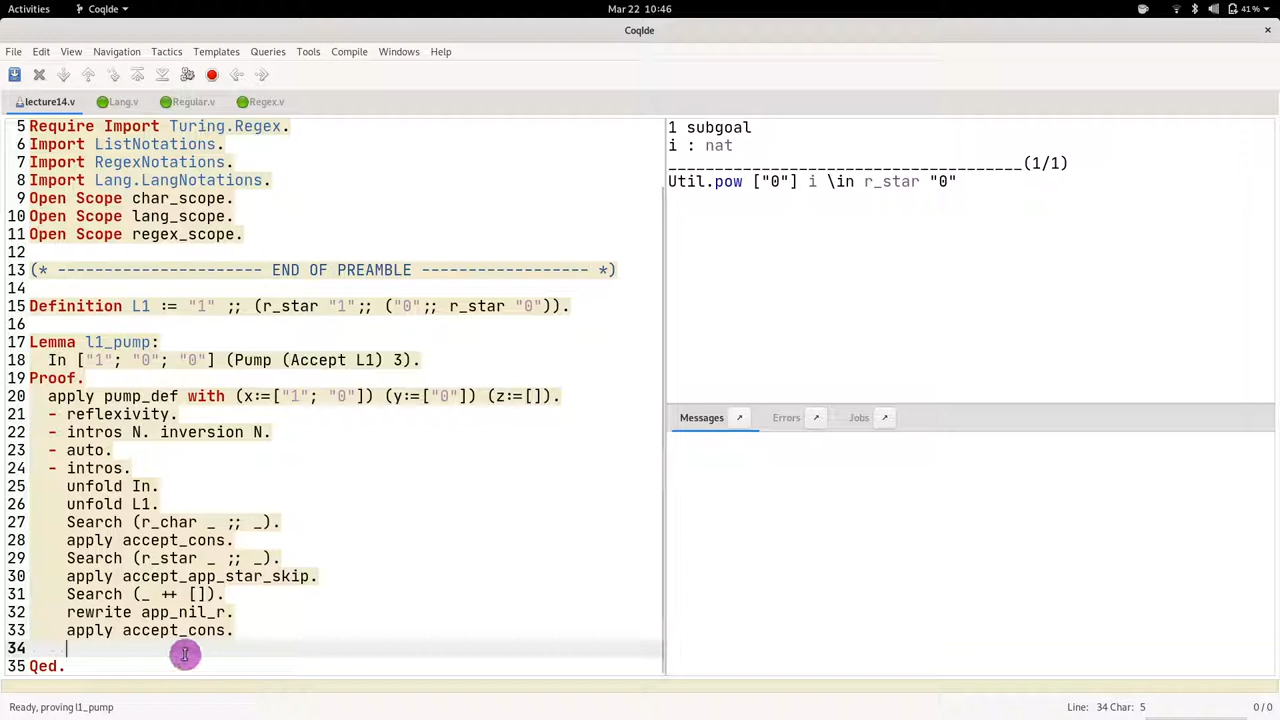 Activities CoqIde Mar 22 10:46 41%
CoqIde
File Edit View Navigation Tactics Templates Queries Tools Compile Windows Help
lecture14.v Lang.v Regular.v Regex.v
5 Require Import Turing.Regex.
6 Import ListNotations.
7 Import RegexNotations.
8 Import Lang.LangNotations.
9 Open Scope char_scope.
10 Open Scope lang_scope.
11 Open Scope regex_scope.
12
13 (* ---------------------- END OF PREAMBLE ------------------ *)
14
15 Definition L1 := "1" ;; (r_star "1";; ("0";; r_star "0")).
16
17 Lemma l1_pump:
18 In ["1"; "0"; "0"] (Pump (Accept L1) 3).
19 Proof.
20 apply pump_def with (x:=["1"; "0"]) (y:=["0"]) (z:=[]).
21 - reflexivity.
22 - intros N. inversion N.
23 - auto.
24 - intros.
25 unfold In.
26 unfold L1.
27 Search (r_char _ ;; _).
28 apply accept_cons.
29 Search (r_star _ ;; _).
30 apply accept_app_star_skip.
31 Search (_ ++ []).
32 rewrite app_nil_r.
33 apply accept_cons.
34
35 Qed.
1 subgoal
i : nat
______________________________________(1/1)
Util.pow ["0"] i \in r_star "0"
Messages Errors Jobs
Ready, proving l1_pump Line: 34 Char: 5 0 / 0